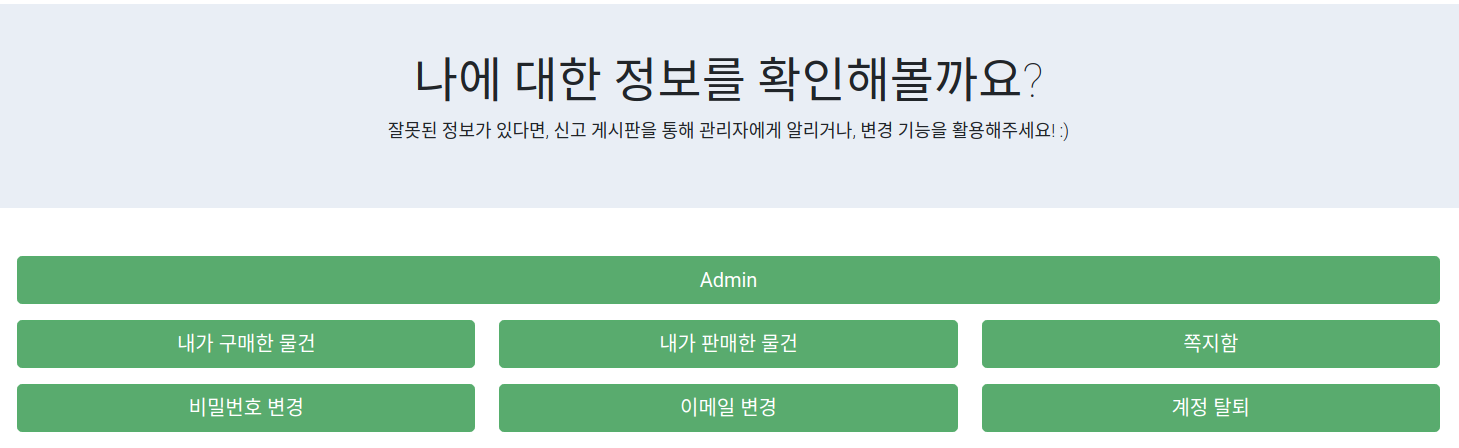 나에 대한 정보를 확인해볼까요?
잘못된 정보가 있다면, 신고 게시판을 통해 관리자에게 알리거나, 변경 기능을 활용해주세요! :)
Admin
내가 구매한 물건
내가 판매한 물건
쪽지함
비밀번호 변경
이메일 변경
계정 탈퇴